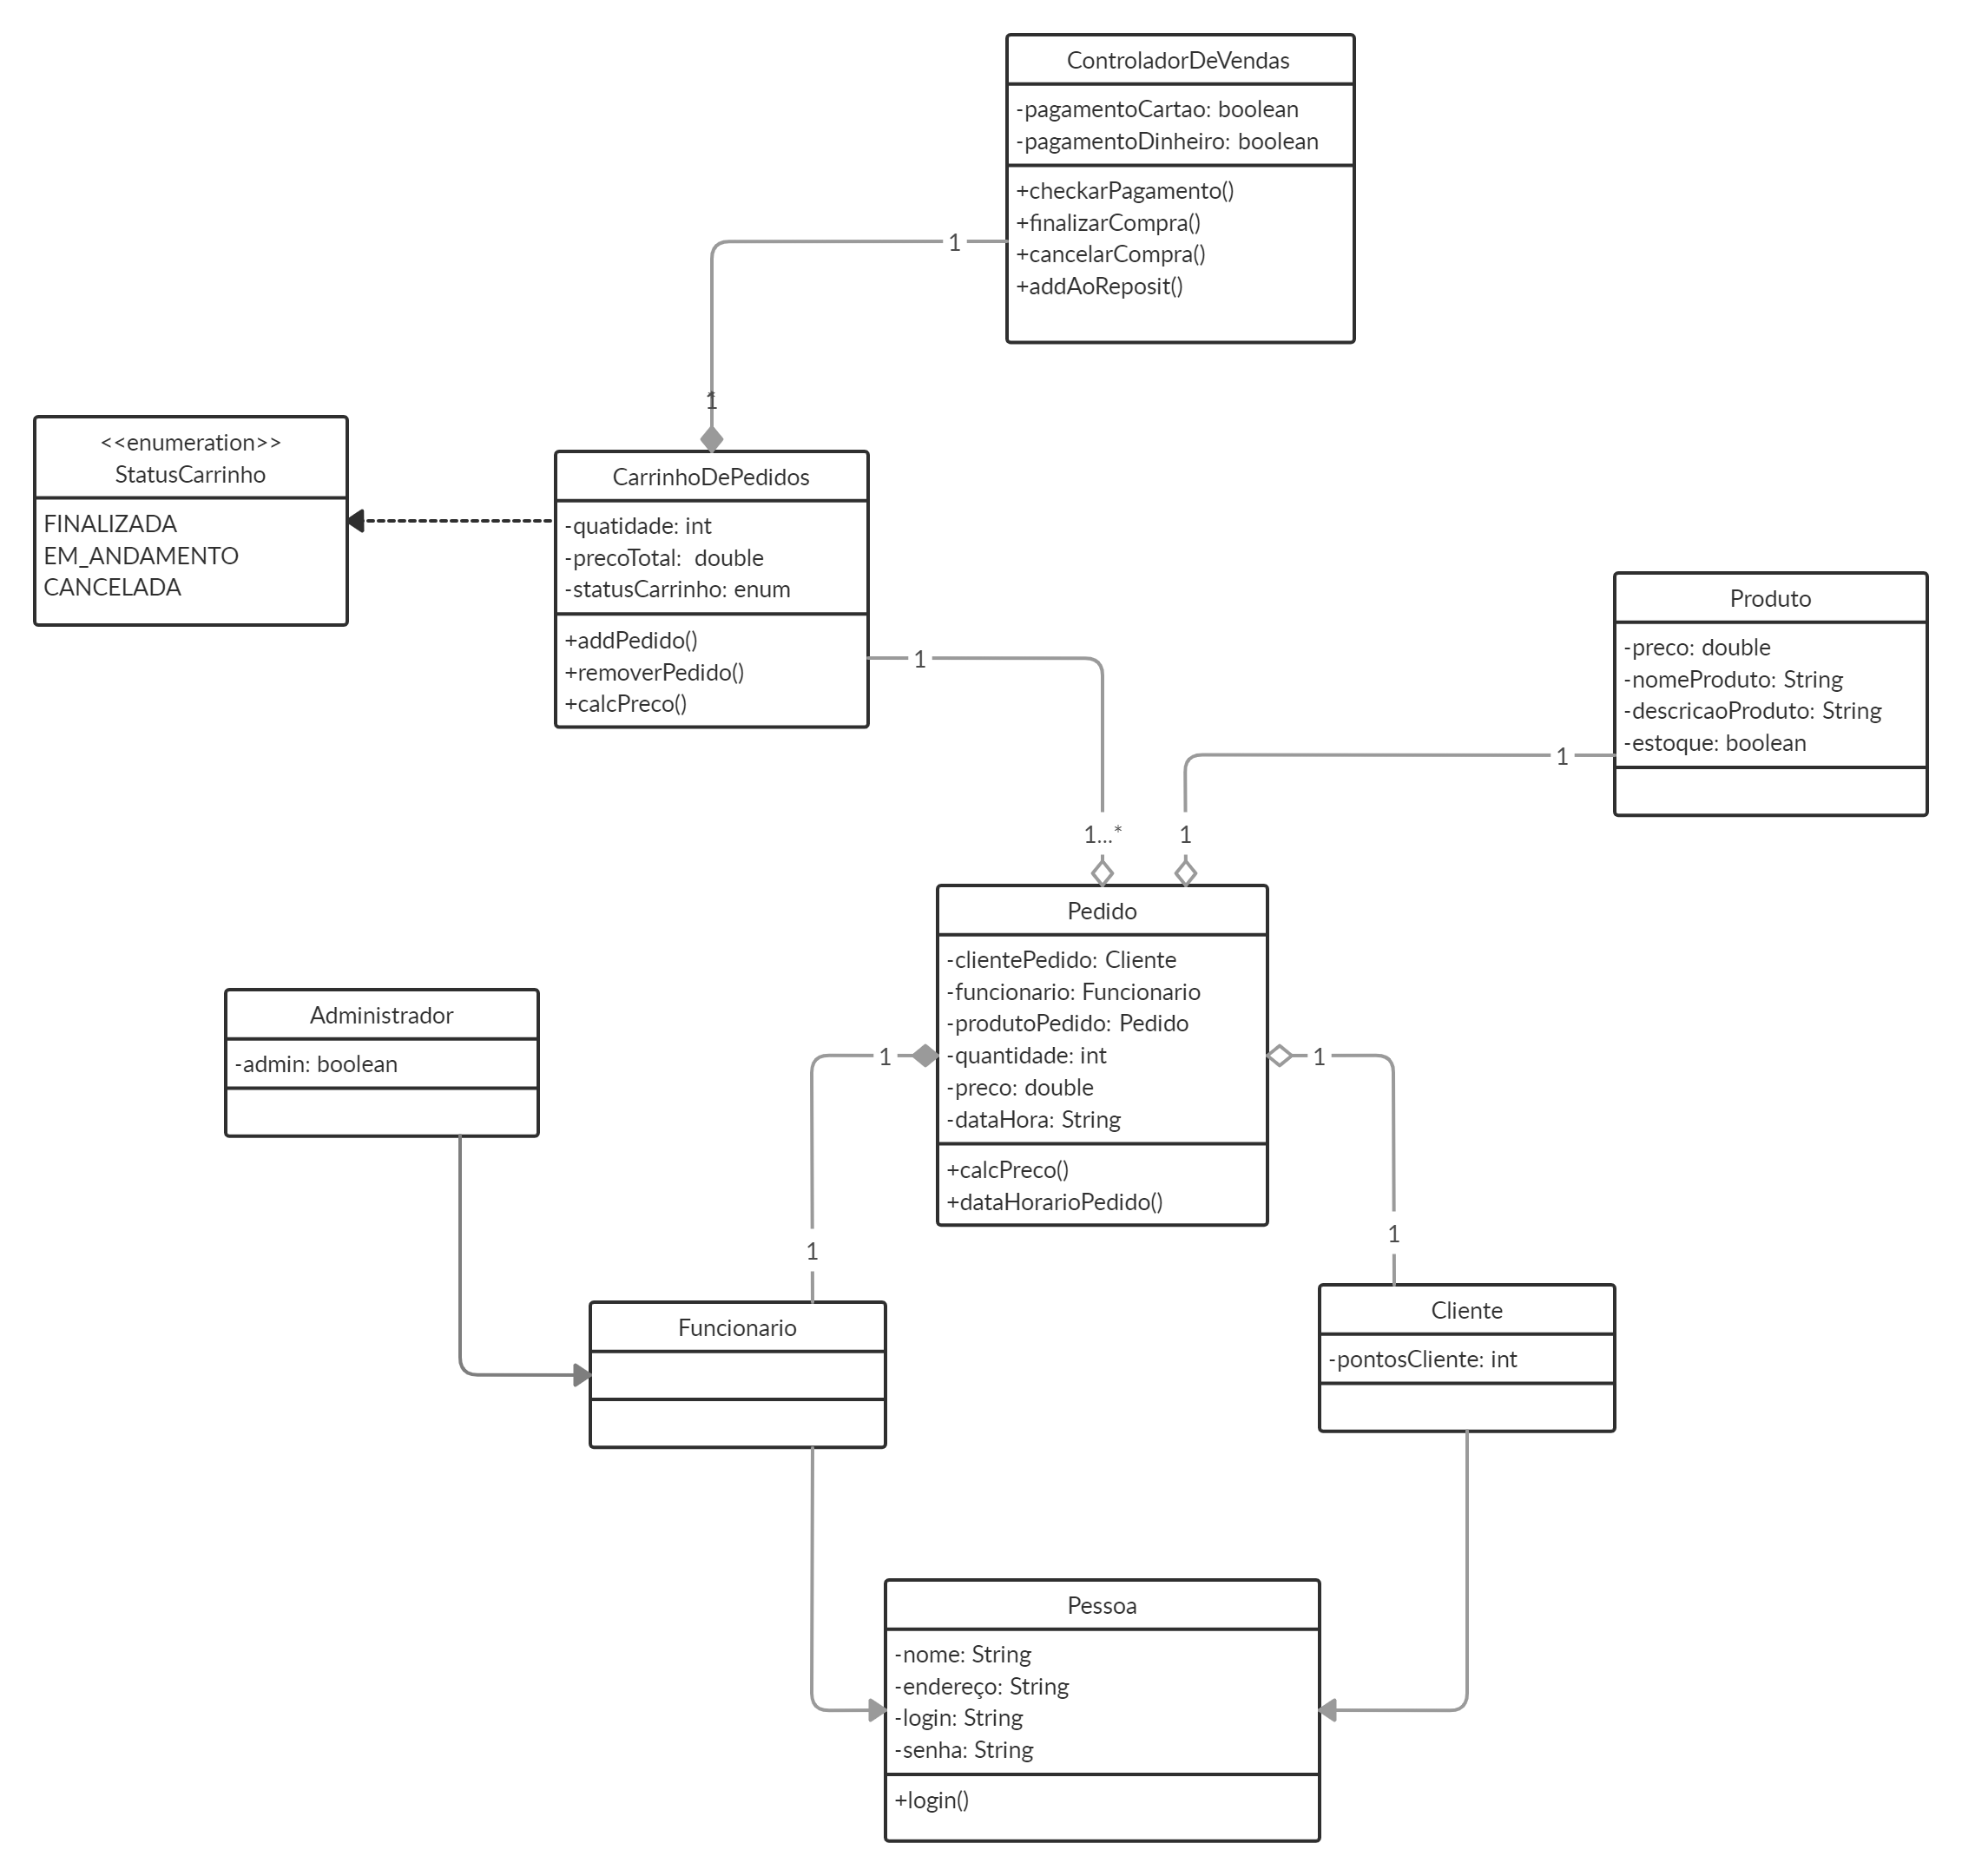 ControladorDeVendas
-pagamentoCartao: boolean
-pagamentoDinheiro: boolean
+checkarPagamento()
+finalizarCompra()
+cancelarCompra()
+addAoReposit()
1
1
*
<<enumeration>>
StatusCarrinho
FINALIZADA
EM_ANDAMENTO
CANCELADA
CarrinhoDePedidos
-quatidade: int
-precoTotal:  double
-statusCarrinho: enum
+addPedido()
+removerPedido()
+calcPreco()
1
1...*
Produto
-preco: double
-nomeProduto: String
-descricaoProduto: String
-estoque: boolean
1
1
Pedido
-clientePedido: Cliente
-funcionario: Funcionario
-produtoPedido: Pedido
-quantidade: int
-preco: double
-dataHora: String
+calcPreco()
+dataHorarioPedido()
Administrador
-admin: boolean
1
1
1
1
Funcionario
Cliente
-pontosCliente: int
Pessoa
-nome: String
-endereço: String
-login: String
-senha: String
+login()